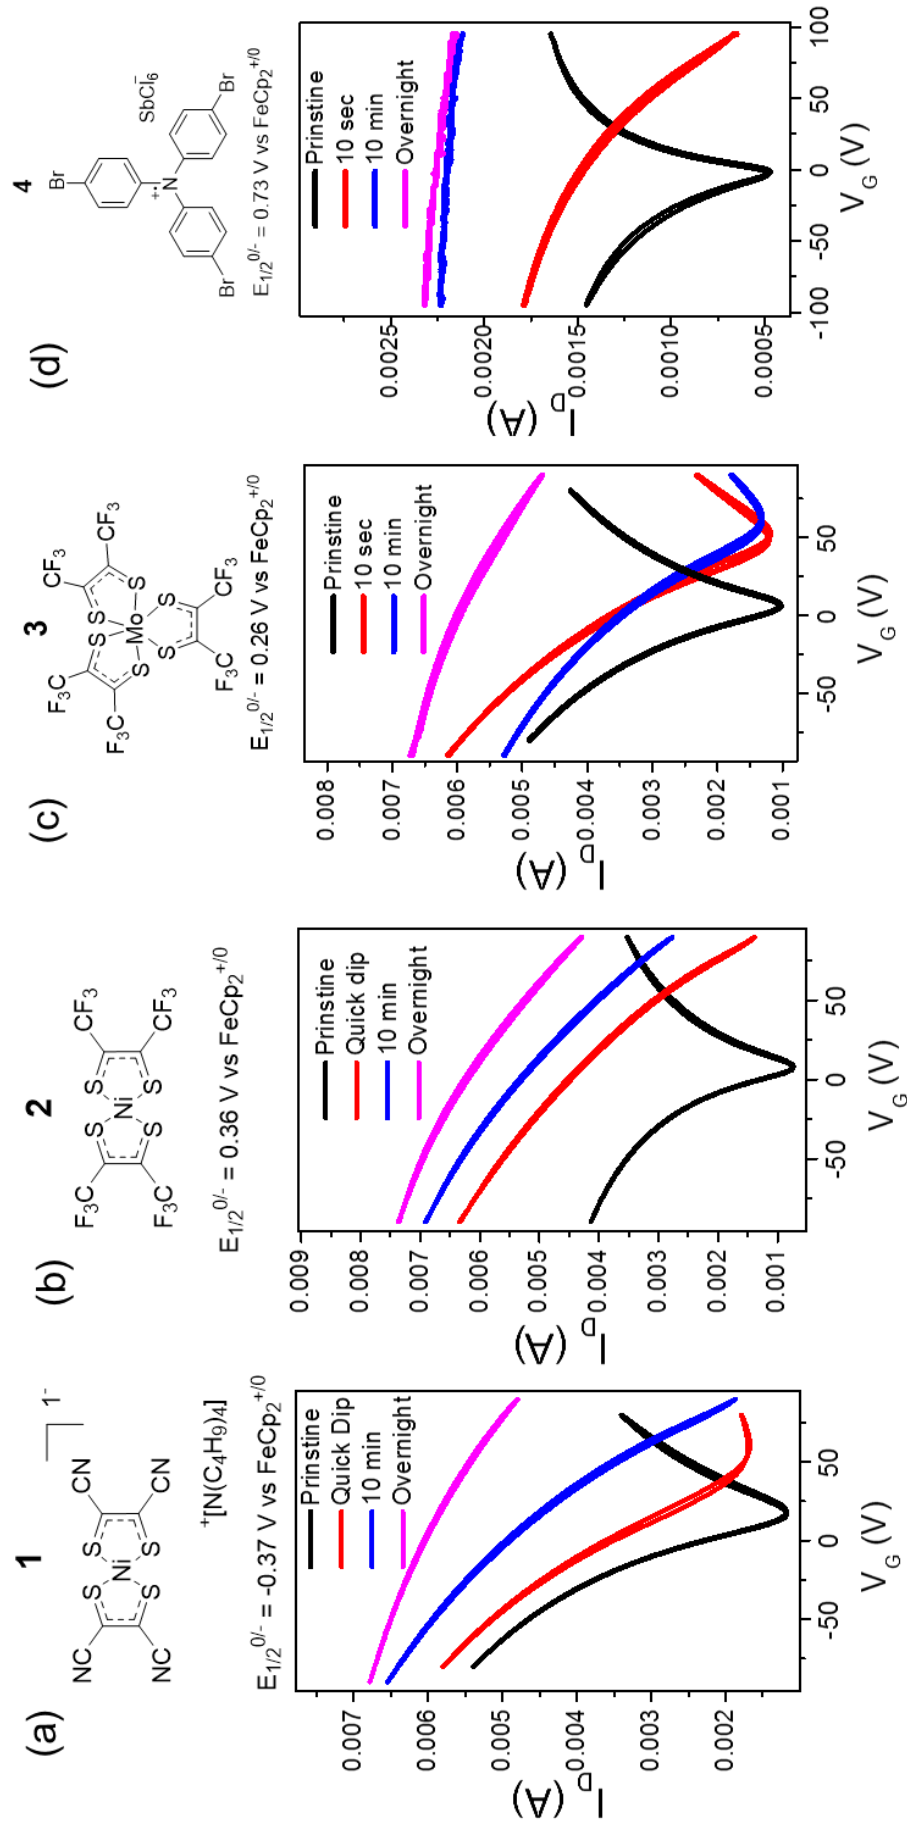 (a)
1
NC
CN
S
S
Ni
S
S
NC
CN
1-
+[N(C4H9)4]
E1/2 0/- = -0.37 V vs FeCp2 +/0
Prinstine
Quick Dip
10 min
Overnight
0.007
0.006
0.005
0.004
0.003
0.002
ID (A)
-50
0
50
VG (V)
(b)
2
F3C
CF3
S
S
Ni
S
S
F3C
CF3
E1/2 0/- = 0.36 V vs FeCp2 +/0
Prinstine
Quick dip
10 min
Overnight
0.009
0.008
0.007
0.006
0.005
0.004
0.003
0.002
0.001
ID (A)
-50
0
50
VG (V)
(c)
3
F3C
CF3
F3C
CF3
S
S
S
S
Mo
S
S
F3C
CF3
E1/2 0/- = 0.26 V vs FeCp2 +/0
Prinstine
10 sec
10 min
Overnight
0.008
0.007
0.006
0.005
0.004
0.003
0.002
0.001
ID (A)
-50
0
50
VG (V)
(d)
4
Br
SbCl6-
+•N
Br
Br
E1/2 0/- = 0.73 V vs FeCp2 +/0
Prinstine
10 sec
10 min
Overnight
0.0025
0.0020
0.0015
0.0010
0.0005
ID (A)
-100
-50
0
50
100
VG (V)